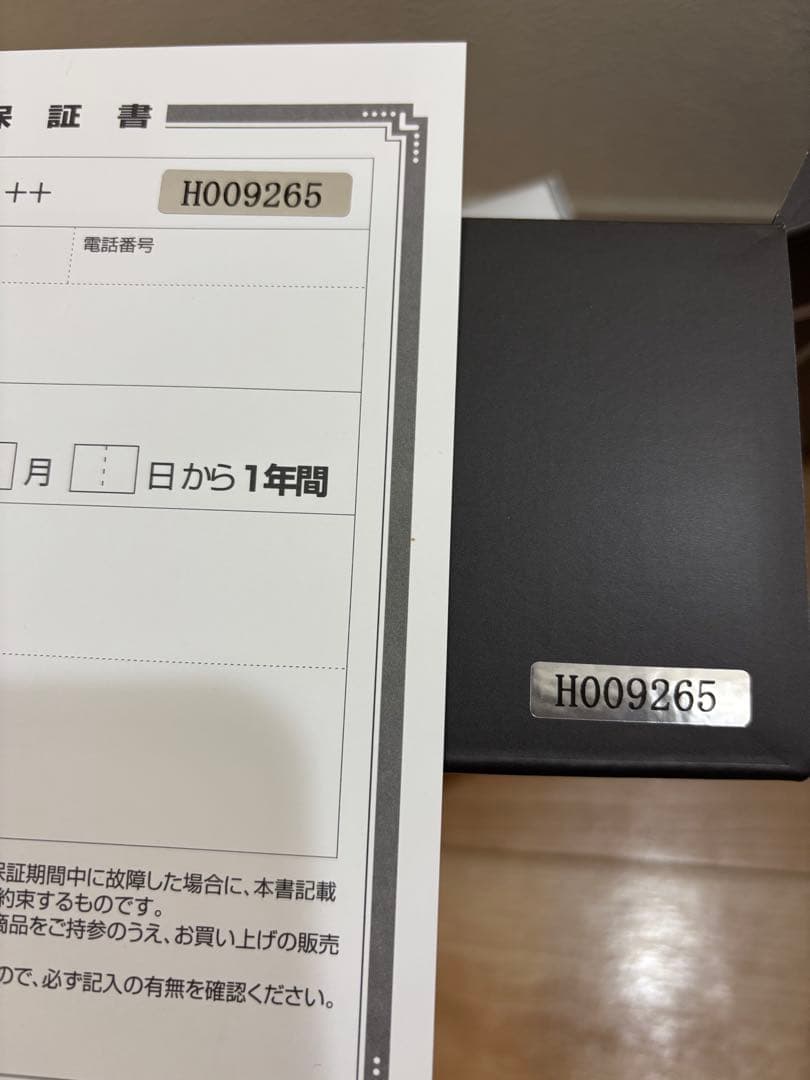 保 証 書
++ H009265
電話番号
月 日から1年間
保証期間中に故障した場合に、本書記載
約束するものです。
商品をご持参のうえ、お買い上げの販売
ので、必ず記入の有無を確認ください。
H009265